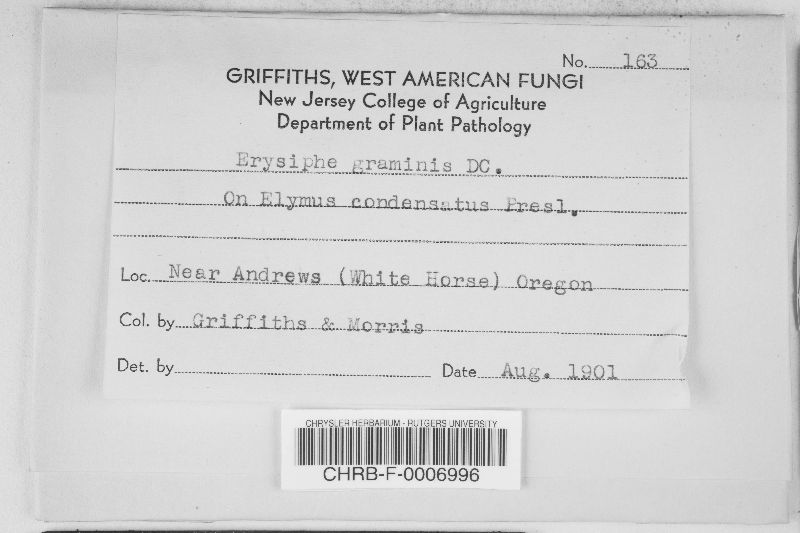 No. 163
GRIFFITHS, WEST AMERICAN FUNGI
New Jersey College of Agriculture
Department of Plant Pathology
Erysiphe graminis DC.
On Elymus condensatus Presl.
Loc. Near Andrews (White Horse) Oregon
Col. by Griffiths & Morris
Det. by Date Aug. 1901
CHRYSLER HERBARIUM - RUTGERS UNIVERSITY
CHRB-F-0006996